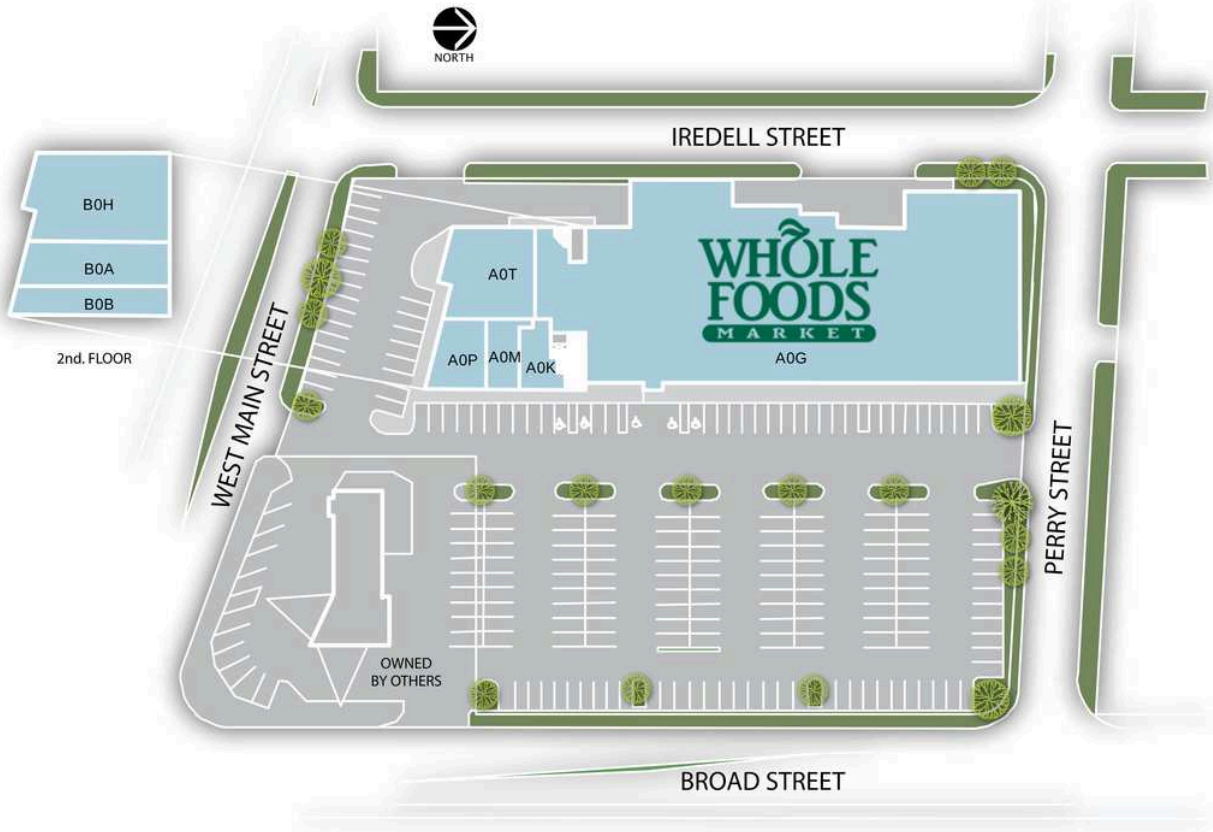 NORTH
IREDELL STREET
B0H
B0A
B0B
2nd. FLOOR
WEST MAIN STREET
A0T
A0P
A0M
A0K
WHOLE
FOODS
MARKET
A0G
PERRY STREET
OWNED
BY OTHERS
BROAD STREET